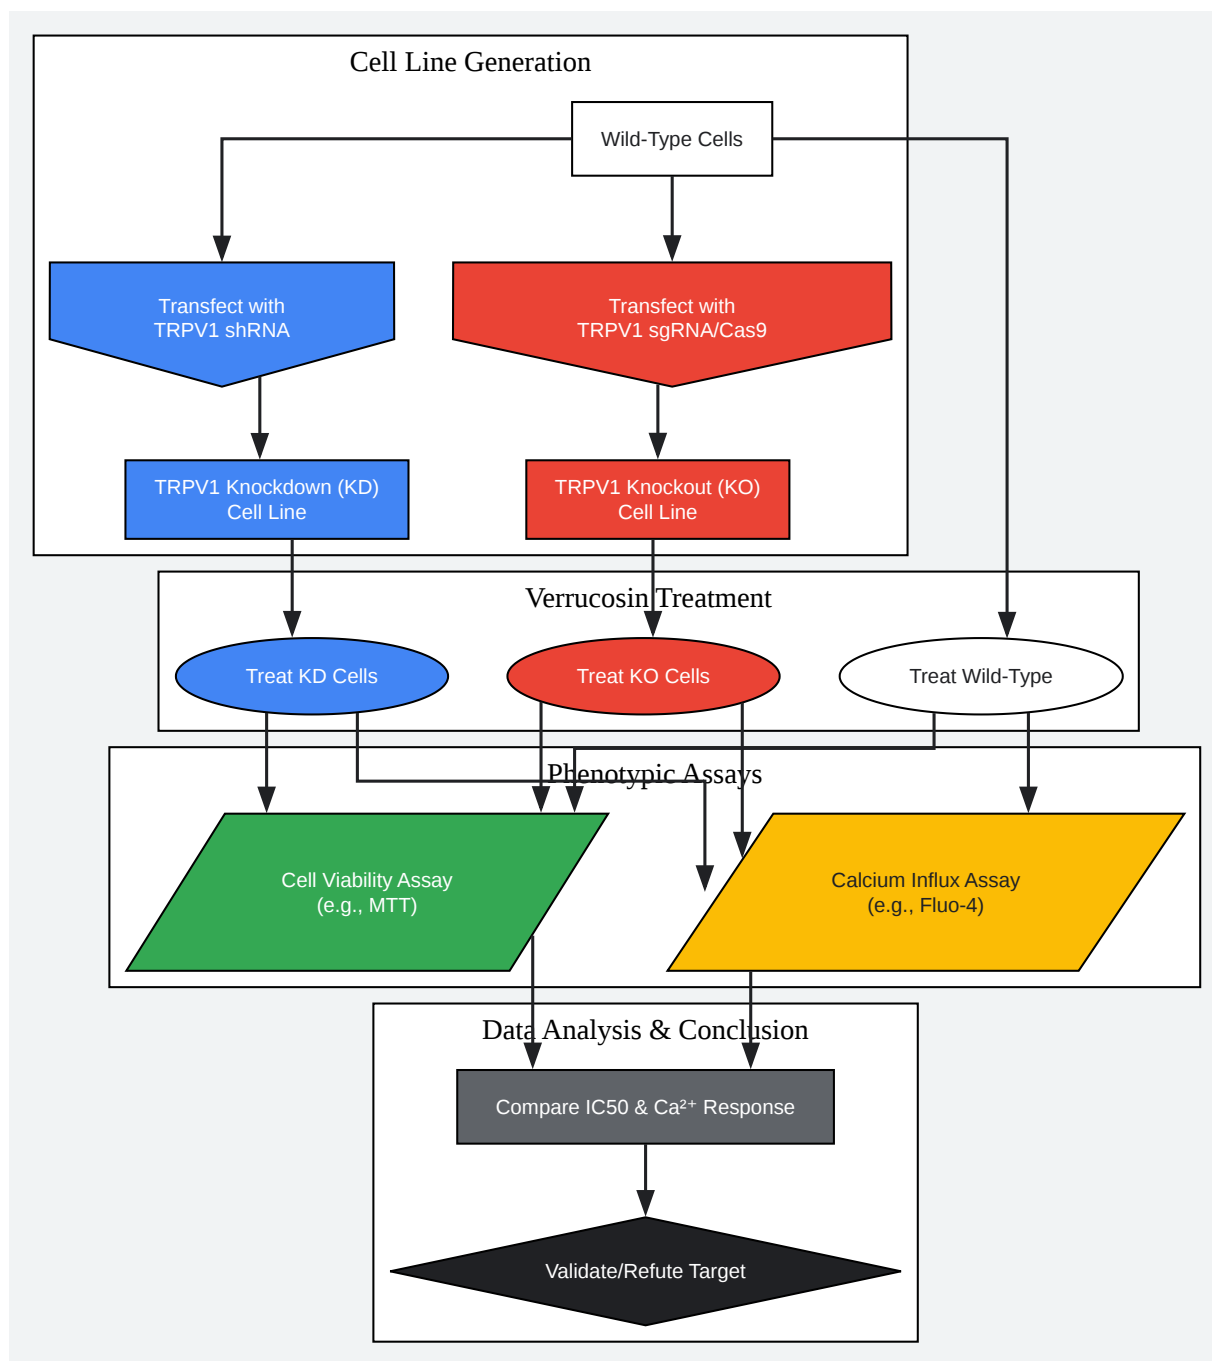 Cell Line Generation
Wild-Type Cells
Transfect with
TRPV1 shRNA
Transfect with
TRPV1 sgRNA/Cas9
TRPV1 Knockdown (KD)
Cell Line
TRPV1 Knockout (KO)
Cell Line
Verrucosin Treatment
Treat KD Cells
Treat KO Cells
Treat Wild-Type
Phenotypic Assays
Cell Viability Assay
(e.g., MTT)
Calcium Influx Assay
(e.g., Fluo-4)
Data Analysis & Conclusion
Compare IC50 & Ca²⁺ Response
Validate/Refute Target